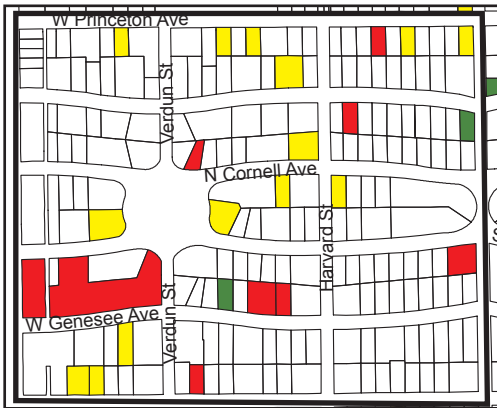 W Princeton Ave
Verdun St
N Cornell Ave
Harvard St
W Genesee Ave
Verdun St